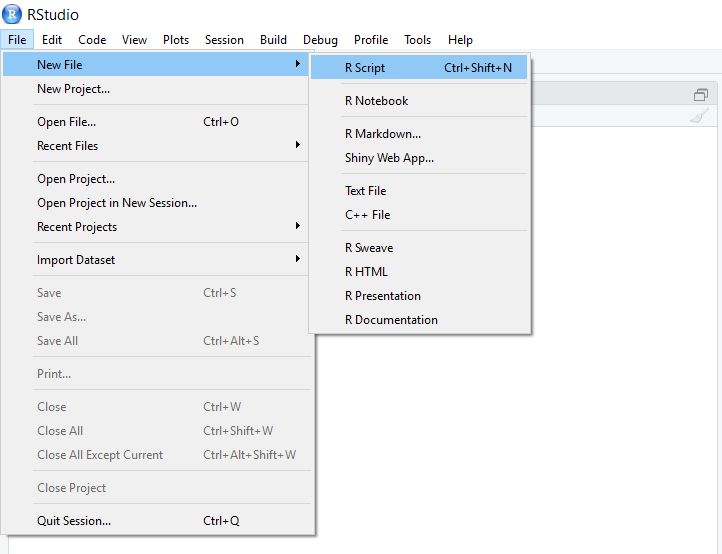 RStudio
File Edit Code View Plots Session Build Debug Profile Tools Help
New File
New Project...
Open File... Ctrl+O
Recent Files
Open Project...
Open Project in New Session...
Recent Projects
Import Dataset
Save Ctrl+S
Save As...
Save All Ctrl+Alt+S
Print...
Close Ctrl+W
Close All Ctrl+Shift+W
Close All Except Current Ctrl+Alt+Shift+W
Close Project
Quit Session... Ctrl+Q
R Script Ctrl+Shift+N
R Notebook
R Markdown...
Shiny Web App...
Text File
C++ File
R Sweave
R HTML
R Presentation
R Documentation